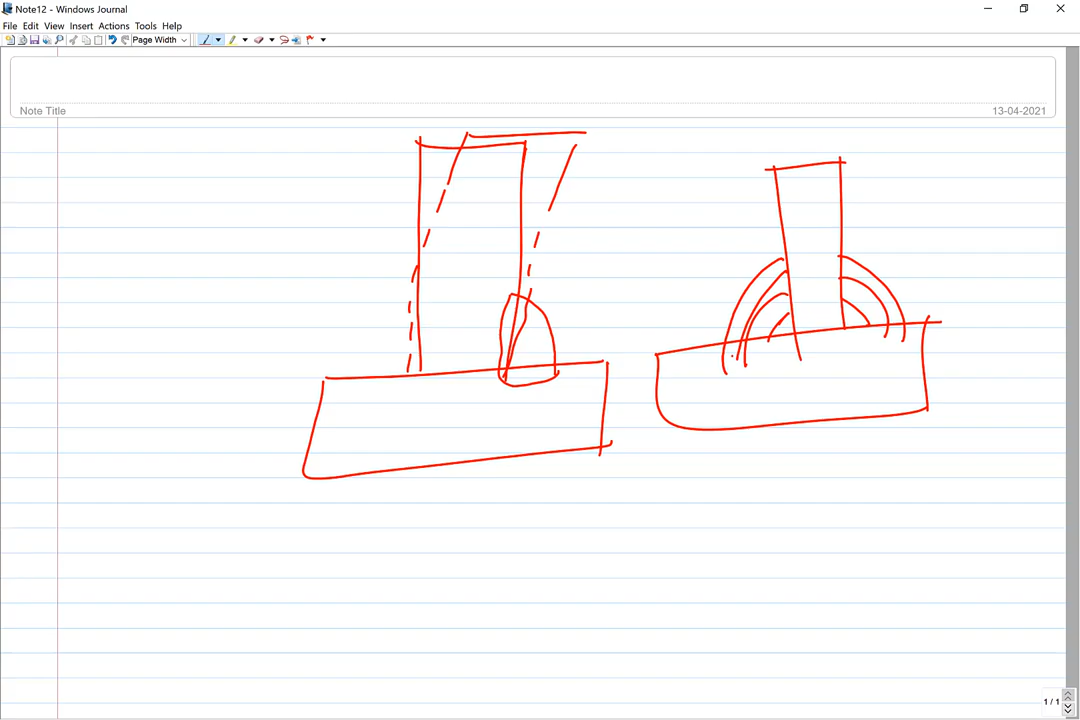 Note12 - Windows Journal
File Edit View Insert Actions Tools Help
Page Width
Note Title
13-04-2021
1 / 1